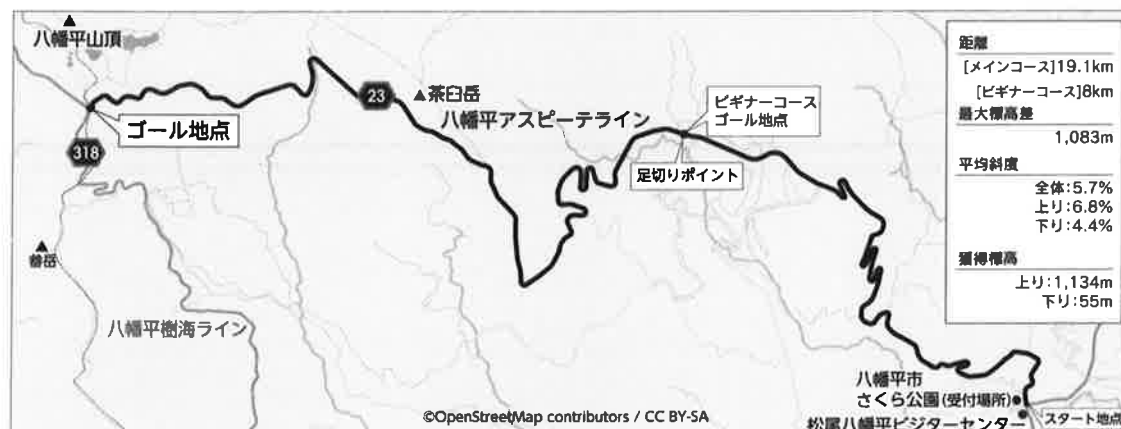 八幡平山頂
ゴール地点
318
畚岳
八幡平樹海ライン
23
茶臼岳
八幡平アスピーテライン
ビギナーコース
ゴール地点
足切りポイント
距離
[メインコース]19.1km
[ビギナーコース]8km
最大標高差
1,083m
平均斜度
全体:5.7%
上り:6.8%
下り:4.4%
獲得標高
上り:1,134m
下り:55m
八幡平市
さくら公園(受付場所)
松尾八幡平ビジターセンター
スタート地点
©OpenStreetMap contributors / CC BY-SA